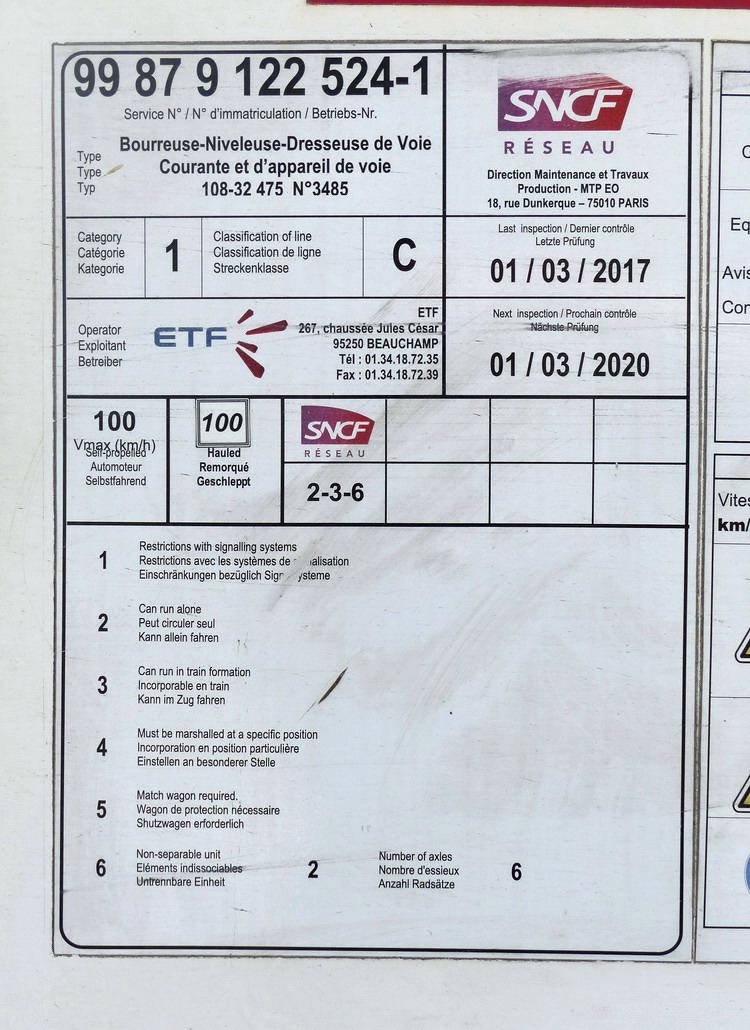 99 87 9 122 524-1
Service N° / N° d'immatriculation / Betriebs-Nr.
Type
Type
Typ
Bourreuse-Niveleuse-Dresseuse de Voie
Courante et d'appareil de voie
108-32 475 N°3485
SNCF
RÉSEAU
Direction Maintenance et Travaux
Production - MTP EO
18, rue Dunkerque – 75010 PARIS
Category
Catégorie
Kategorie
1
Classification of line
Classification de ligne
Streckenklasse
C
Last inspection / Dernier contrôle
Letzte Prüfung
01 / 03 / 2017
Operator
Exploitant
Betreiber
ETF
ETF
267, chaussée Jules César
95250 BEAUCHAMP
Tél : 01.34.18.72.35
Fax : 01.34.18.72.39
Next inspection / Prochain contrôle
Nächste Prüfung
01 / 03 / 2020
100
Vmax (km/h)
Self-propelled
Automoteur
Selbstfahrend
100
Hauled
Remorqué
Geschleppt
SNCF
RÉSEAU
2-3-6
1
Restrictions with signalling systems
Restrictions avec les systèmes de alisation
Einschränkungen bezüglich Sign ysteme
2
Can run alone
Peut circuler seul
Kann allein fahren
3
Can run in train formation
Incorporable en train
Kann im Zug fahren
4
Must be marshalled at a specific position
Incorporation en position particulière
Einstellen an besonderer Stelle
5
Match wagon required.
Wagon de protection nécessaire
Shutzwagen erforderlich
6
Non-separable unit
Eléments indissociables
Untrennbare Einheit
2
Number of axles
Nombre d'essieux
Anzahl Radsätze
6
Eq
Avis
Con
Vites
km/